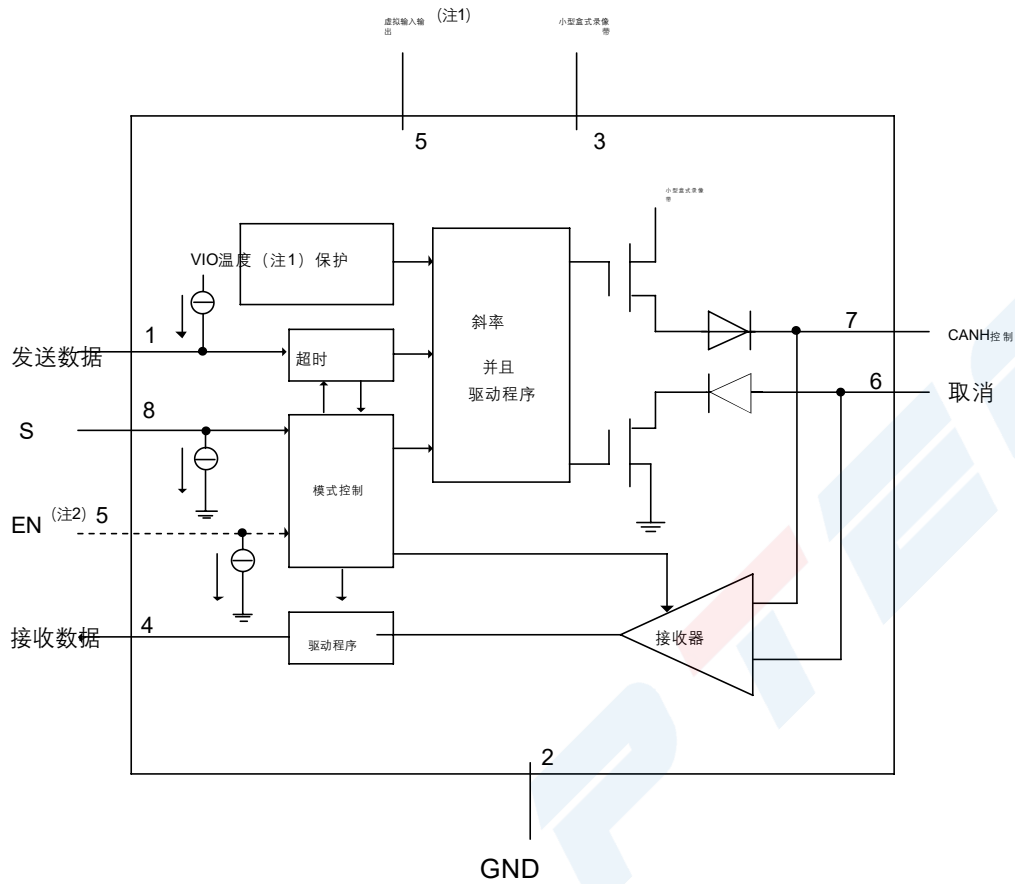 虚拟输入输
出
(注1)
小型盒式录像
带
5
3
小型盒式录像
带
VIO温度（注1）保护
斜率
并且
驱动程序
发送数据
1
超时
7
CANH控制
6
取消
S
8
模式控制
EN (注2) 5
接收数据
4
驱动程序
接收器
2
GND
PTE